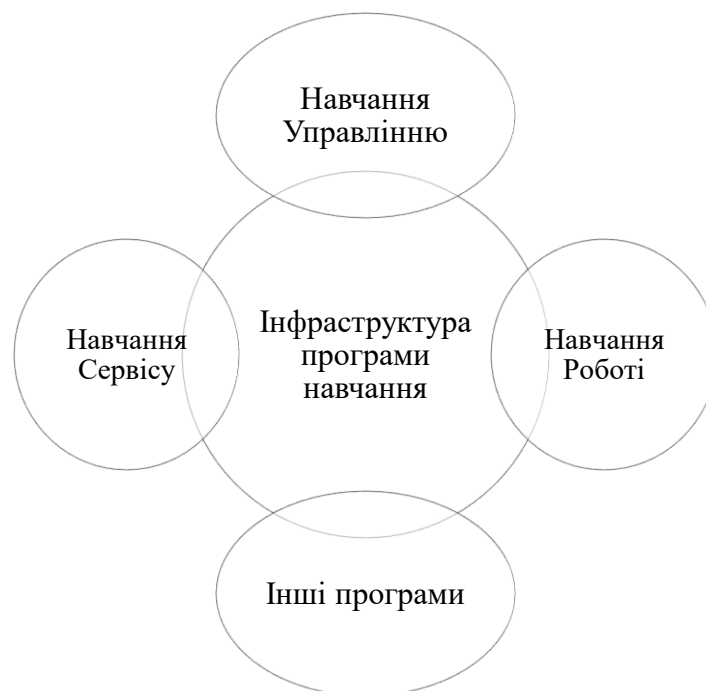 Навчання
Управлінню
Навчання
Сервісу
Інфраструктура
програми
навчання
Навчання
Роботі
Інші програми